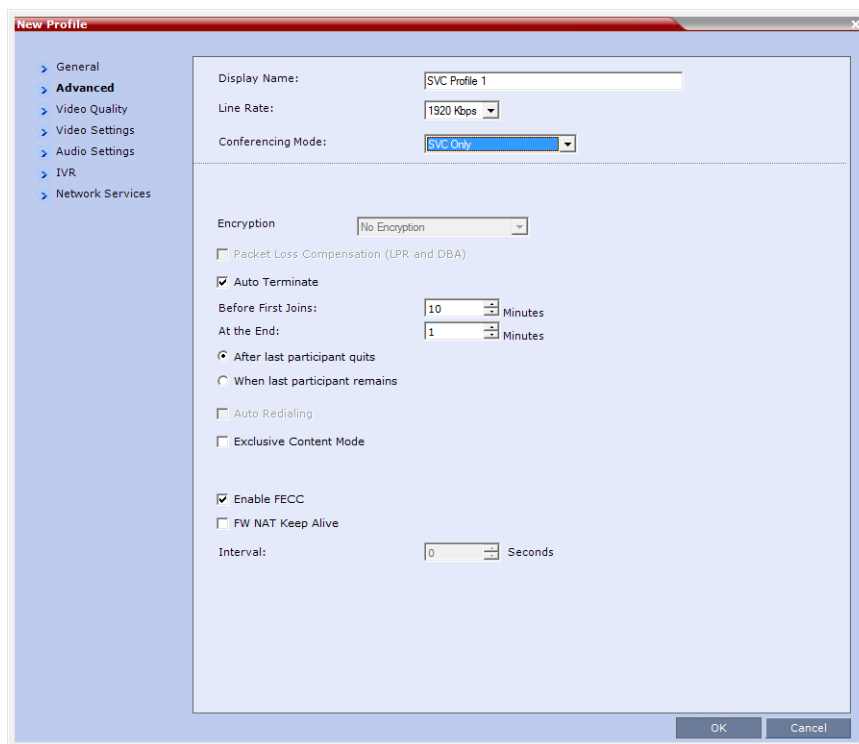 New Profile
General
Advanced
Video Quality
Video Settings
Audio Settings
IVR
Network Services
Display Name: SVC Profile 1
Line Rate: 1920 Kbps
Conferencing Mode: SVC Only
Encryption No Encryption
Packet Loss Compensation (LPR and DBA)
Auto Terminate
Before First Joins: 10 Minutes
At the End: 1 Minutes
After last participant quits
When last participant remains
Auto Redialing
Exclusive Content Mode
Enable FECC
FW NAT Keep Alive
Interval: 0 Seconds
OK Cancel